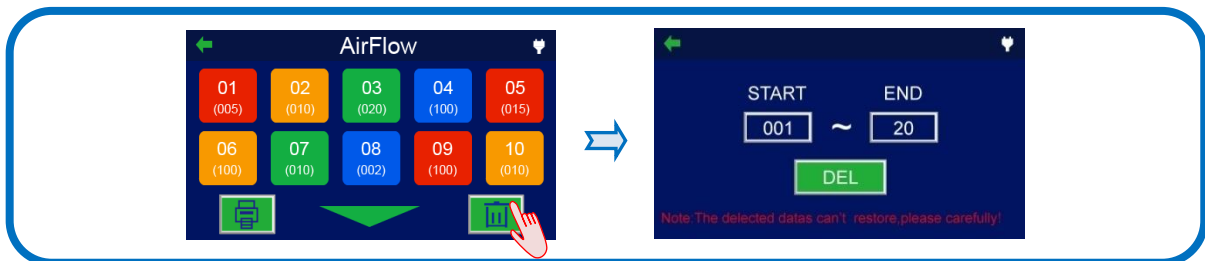 AirFlow
01 02 03 04 05
(005) (010) (020) (100) (015)
06 07 08 09 10
(100) (010) (002) (100) (010)
START END
001 ~ 20
DEL
Note:The delected datas can't restore,please carefully!